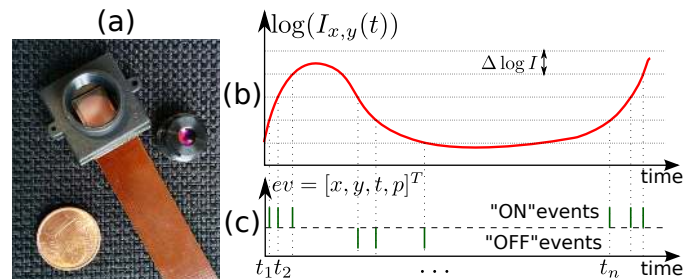 (a)
log(I_{x,y}(t))
Δ log I
(b)
time
ev = [x, y, t, p]^T
(c)
"ON"events
"OFF"events
t_1 t_2
...
t_n
time